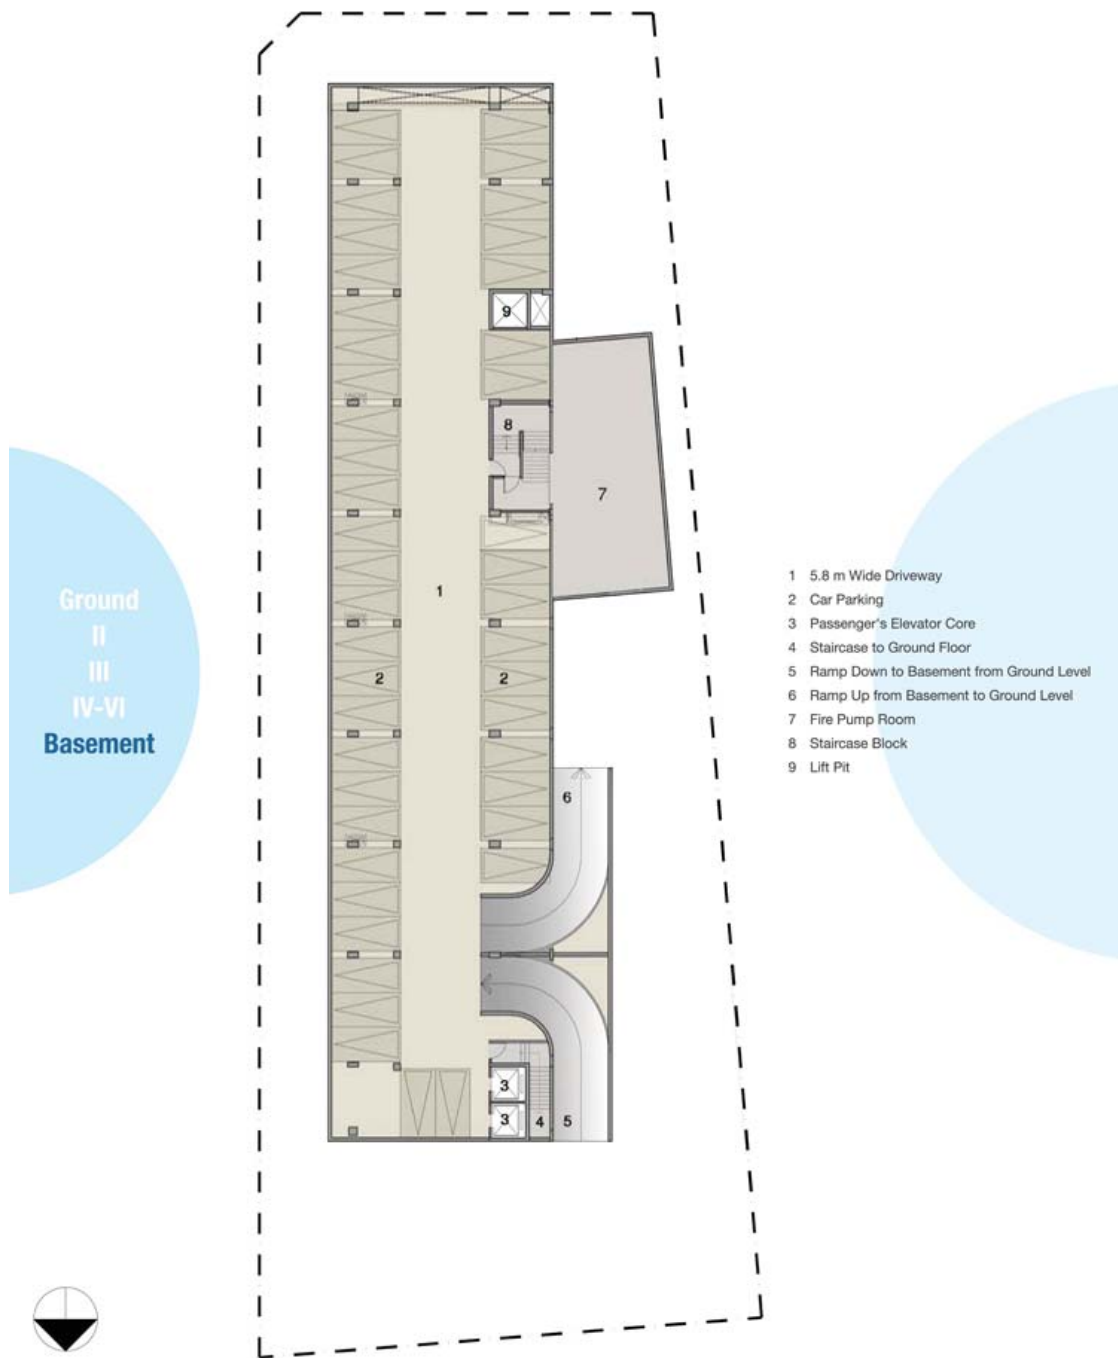 9
8
7
1
2
2
6
3
3
4
5
Ground
II
III
IV-VI
Basement
1 5.8 m Wide Driveway
2 Car Parking
3 Passenger's Elevator Core
4 Staircase to Ground Floor
5 Ramp Down to Basement from Ground Level
6 Ramp Up from Basement to Ground Level
7 Fire Pump Room
8 Staircase Block
9 Lift Pit